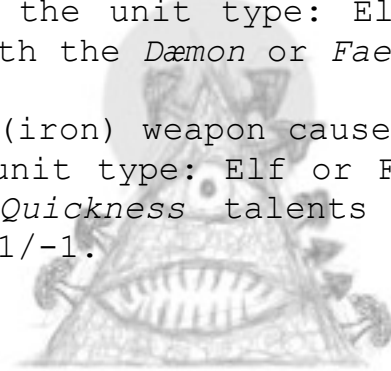 the unit type: El
th the Dæmon or Fae
(iron) weapon cause
unit type: Elf or F
Quickness talents
1/-1.